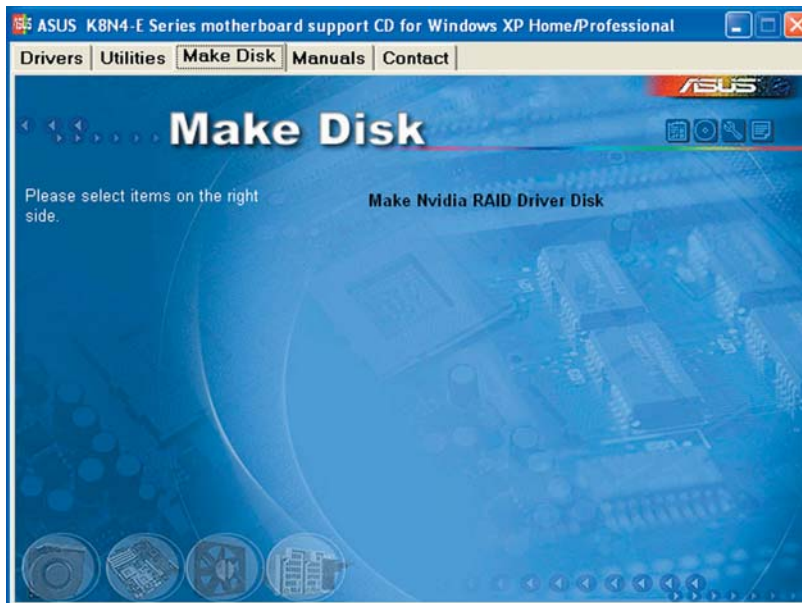 ASUS K8N4-E Series motherboard support CD for Windows XP Home/Professional
Drivers Utilities Make Disk Manuals Contact
ASUS
Make Disk
Please select items on the right
side.
Make Nvidia RAID Driver Disk